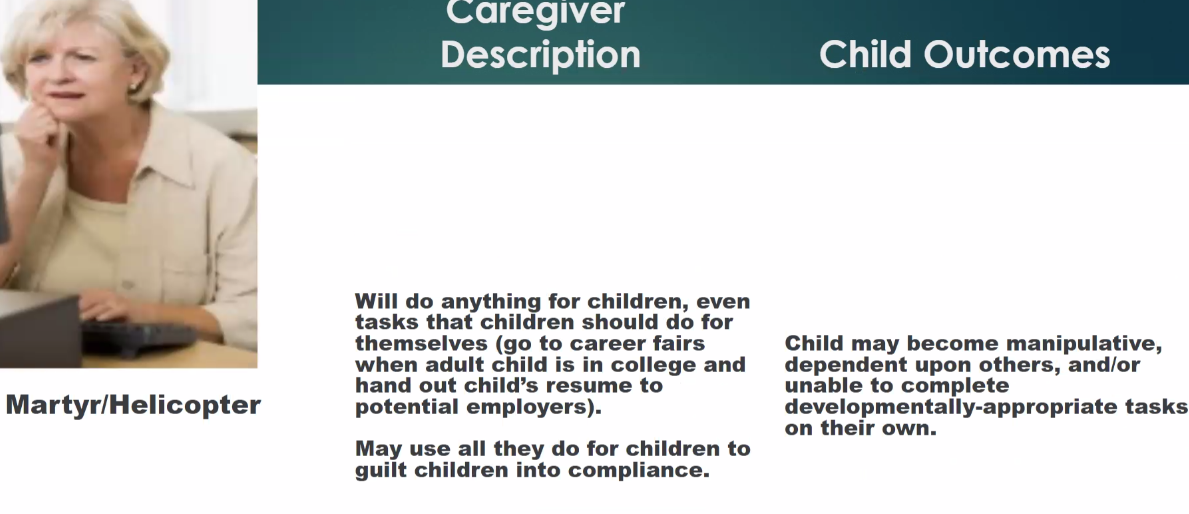 Caregiver
Description
Child Outcomes
Martyr/Helicopter
Will do anything for children, even
tasks that children should do for
themselves (go to career fairs
when adult child is in college and
hand out child’s resume to
potential employers).
May use all they do for children to
guilt children into compliance.
Child may become manipulative,
dependent upon others, and/or
unable to complete
developmentally-appropriate tasks
on their own.